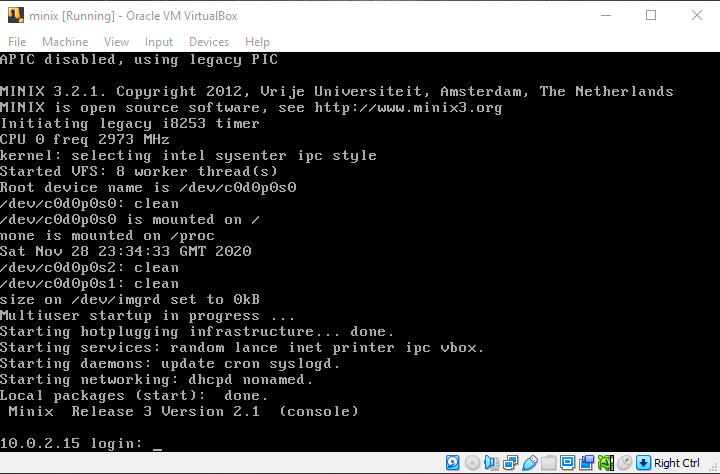 minix [Running] - Oracle VM VirtualBox
File Machine View Input Devices Help
APIC disabled, using legacy PIC
MINIX 3.2.1. Copyright 2012, Vrije Universiteit, Amsterdam, The Netherlands
MINIX is open source software, see http://www.minix3.org
Initiating legacy i8253 timer
CPU 0 freq 2973 MHz
kernel: selecting intel sysenter ipc style
Started VFS: 8 worker thread(s)
Root device name is /dev/c0d0p0s0
/dev/c0d0p0s0: clean
/dev/c0d0p0s0 is mounted on /
none is mounted on /proc
Sat Nov 28 23:34:33 GMT 2020
/dev/c0d0p0s2: clean
/dev/c0d0p0s1: clean
size on /dev/imgrd set to 0kB
Multiuser startup in progress ...
Starting hotplugging infrastructure... done.
Starting services: random lance inet printer ipc vbox.
Starting daemons: update cron syslogd.
Starting networking: dhcpd nonamed.
Local packages (start):  done.
Minix  Release 3 Version 2.1  (console)
10.0.2.15 login: _
Right Ctrl